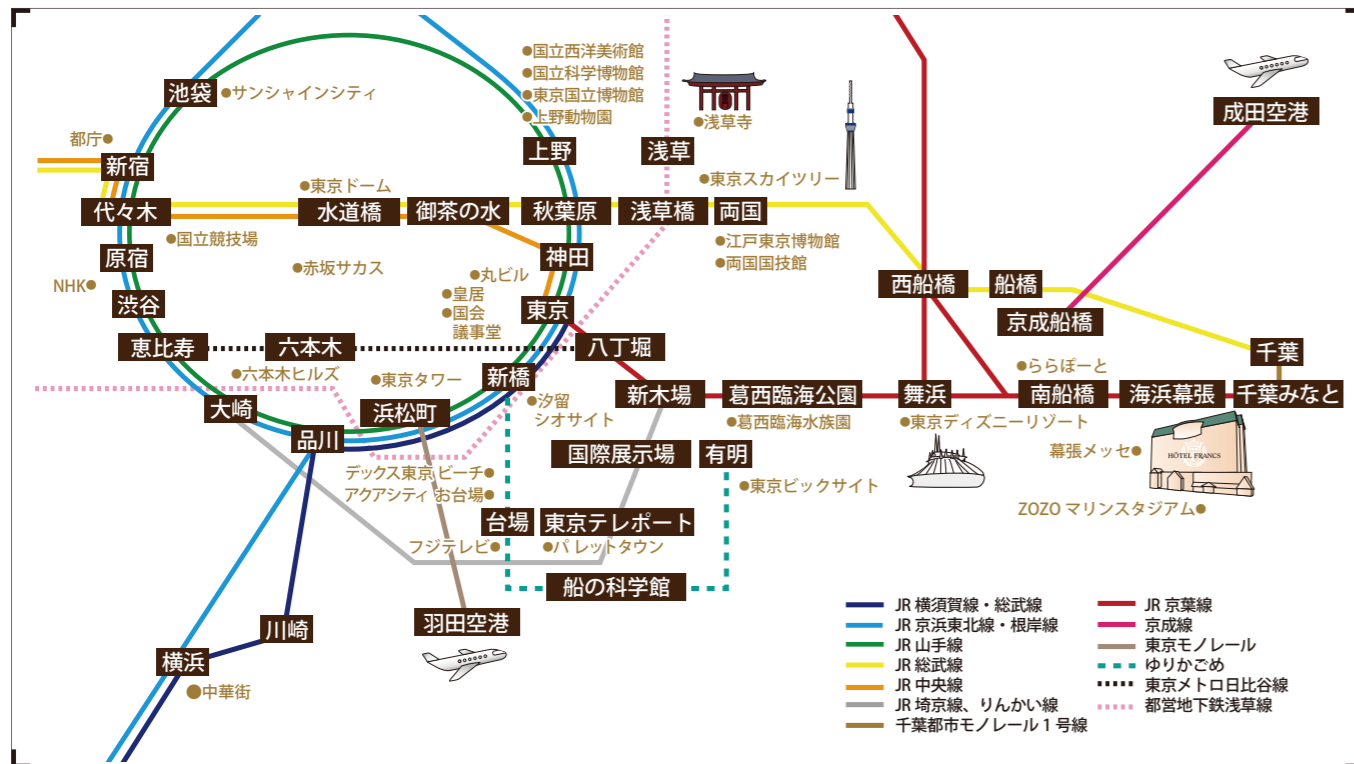 ●国立西洋美術館
●国立科学博物館
●東京国立博物館
●上野動物園
池袋
●サンシャインシティ
●浅草寺
成田空港
都庁●
新宿
上野
浅草
●東京スカイツリー
●東京ドーム
代々木
水道橋
御茶の水
秋葉原
浅草橋
両国
●国立競技場
●江戸東京博物館
●両国国技館
原宿
●赤坂サカス
神田
NHK●
●丸ビル
●皇居
●国会
議事堂
西船橋
船橋
渋谷
東京
京成船橋
恵比寿
六本木
八丁堀
千葉
●六本木ヒルズ
●東京タワー
新橋
●ららぽーと
新木場
葛西臨海公園
舞浜
南船橋
海浜幕張
千葉みなと
大崎
浜松町
●汐留
シオサイト
●葛西臨海水族園
●東京ディズニーリゾート
品川
国際展示場
有明
幕張メッセ●
HÔTEL FRANCS
デックス東京 ビーチ●
アクアシティ お台場●
●東京ビックサイト
ZOZO マリンスタジアム●
台場
東京テレポート
フジテレビ●
●パレットタウン
船の科学館
羽田空港
川崎
横浜
●中華街
JR 横須賀線・総武線
JR 京浜東北線・根岸線
JR 山手線
JR 総武線
JR 中央線
JR 埼京線、りんかい線
千葉都市モノレール 1 号線
JR 京葉線
京成線
東京モノレール
ゆりかごめ
東京メトロ日比谷線
都営地下鉄浅草線